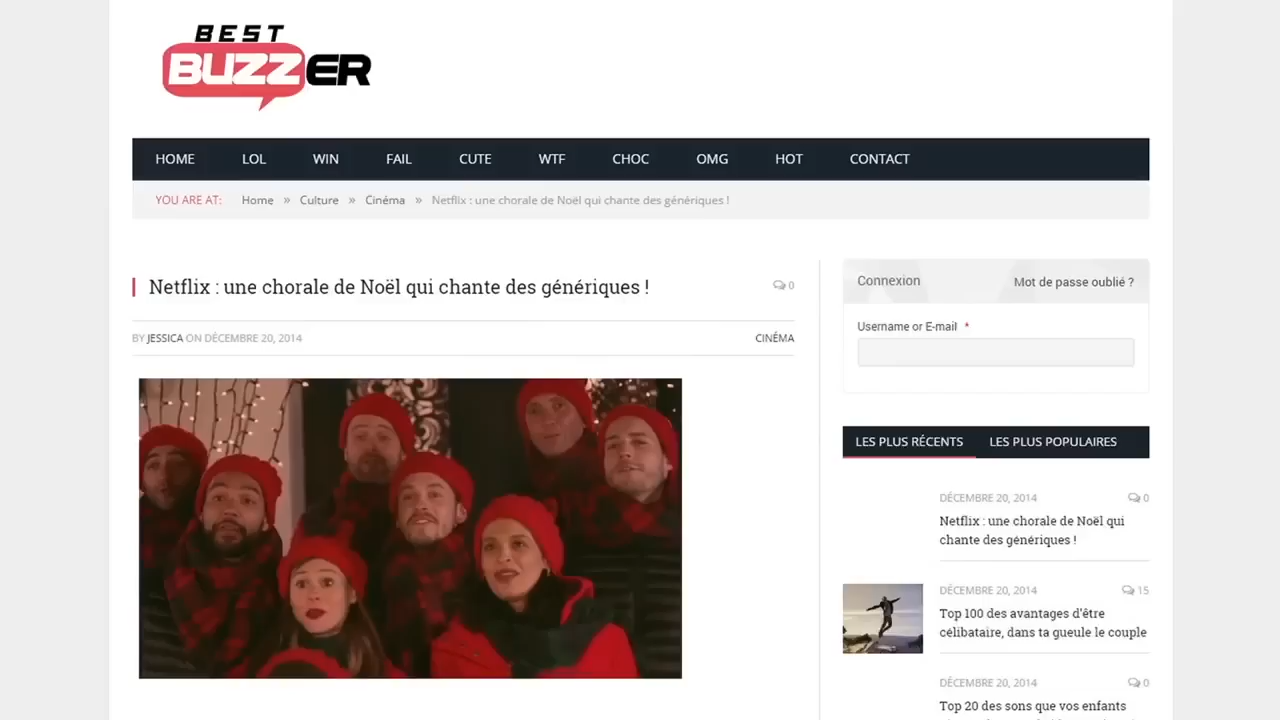 BEST
BUZZER
HOME LOL WIN FAIL CUTE WTF CHOC OMG HOT CONTACT
YOU ARE AT: Home » Culture » Cinéma » Netflix : une chorale de Noël qui chante des génériques !
Netflix : une chorale de Noël qui chante des génériques !
0
BY JESSICA ON DÉCEMBRE 20, 2014
CINÉMA
Connexion
Mot de passe oublié ?
Username or E-mail *
LES PLUS RÉCENTS LES PLUS POPULAIRES
DÉCEMBRE 20, 2014 0
Netflix : une chorale de Noël qui
chante des génériques !
DÉCEMBRE 20, 2014 15
Top 100 des avantages d'être
célibataire, dans ta gueule le couple
DÉCEMBRE 20, 2014 0
Top 20 des sons que vos enfants